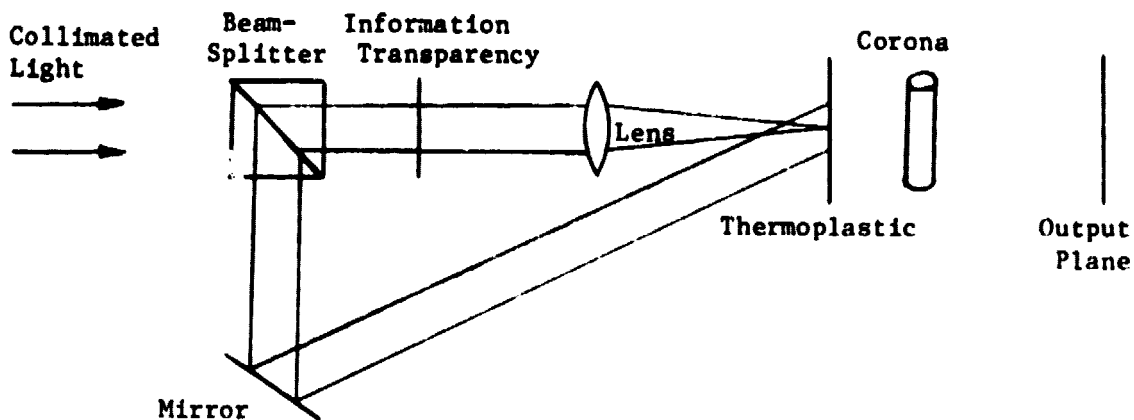 Collimated
Light
Beam-
Splitter
Information
Transparency
Lens
Corona
Thermoplastic
Output
Plane
Mirror